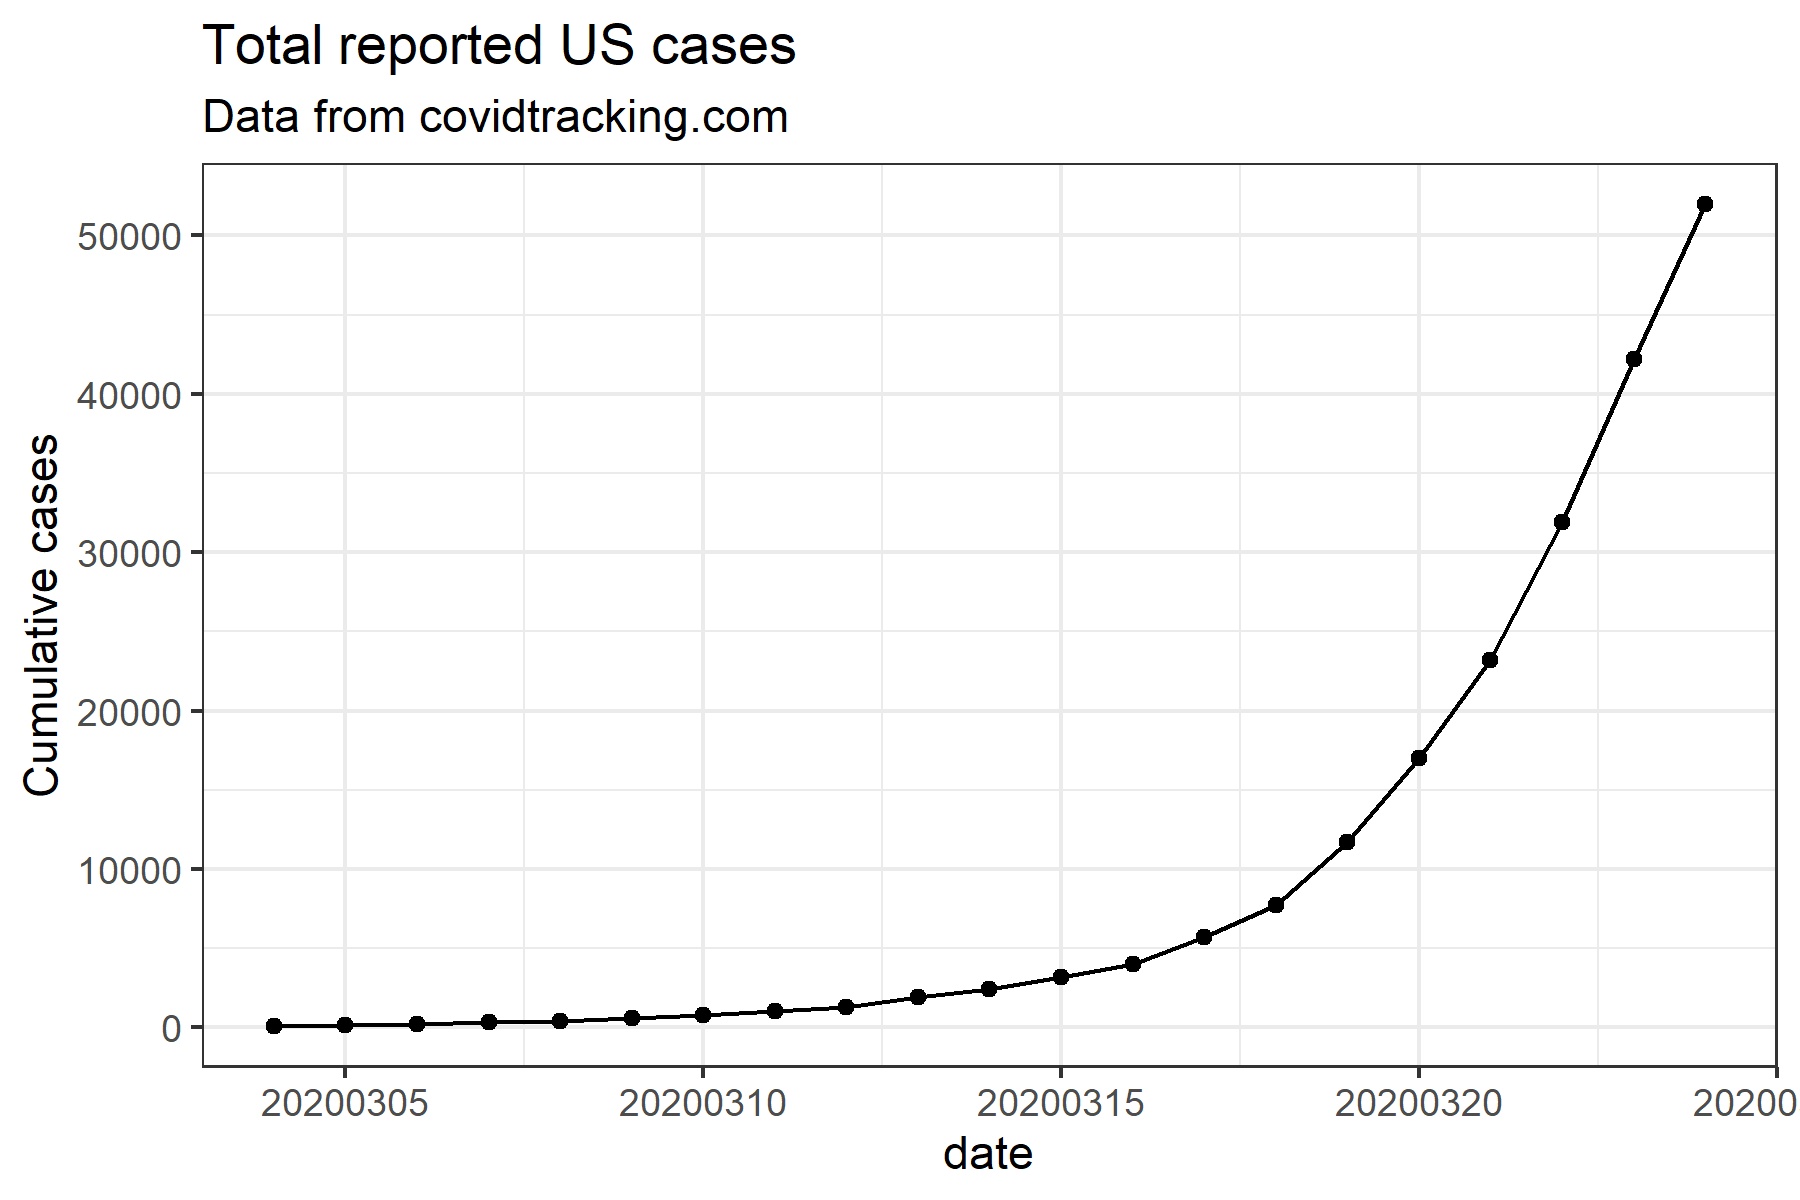 Total reported US cases
Data from covidtracking.com
50000
40000
30000
20000
10000
0
Cumulative cases
20200305 20200310 20200315 20200320 20200
date